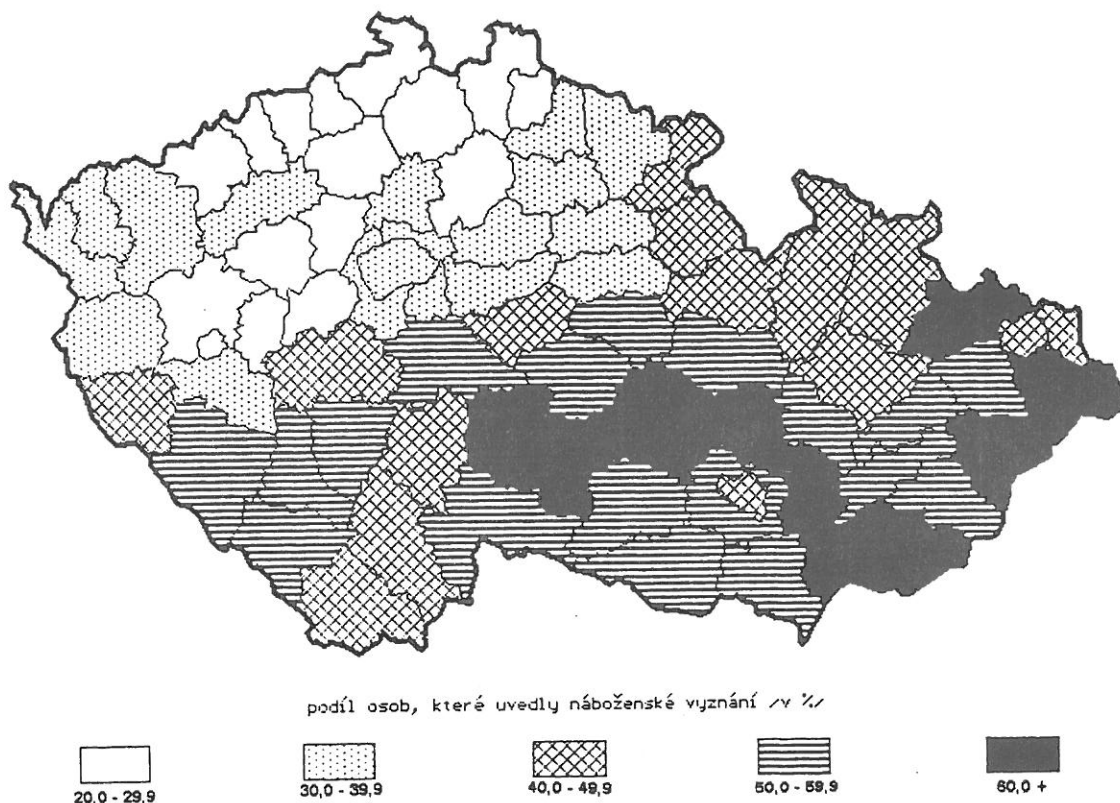 podíl osob, které uvedly náboženské vyznání /v %/
20,0 - 29,9
30,0 - 39,9
40,0 - 49,9
50,0 - 59,9
60,0 +